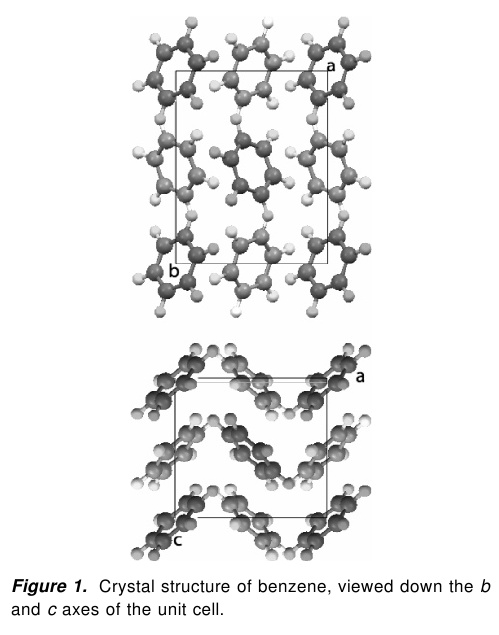 a
b
a
c
Figure 1. Crystal structure of benzene, viewed down the b
and c axes of the unit cell.